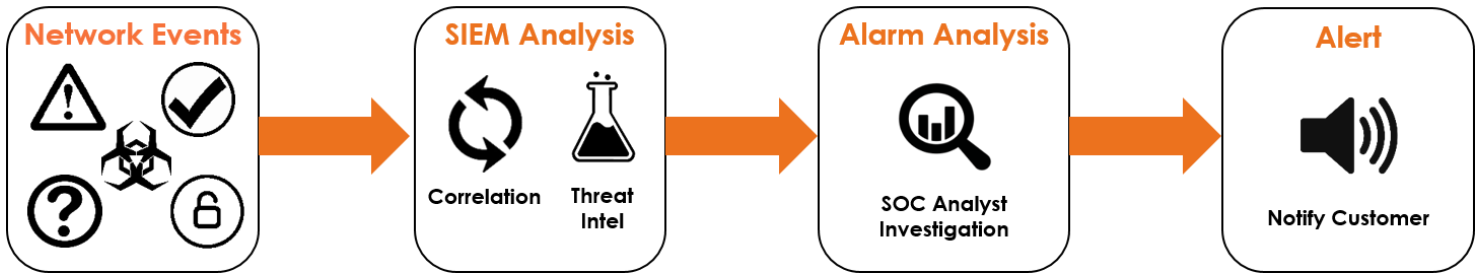 Network Events
SIEM Analysis
Correlation
Threat
Intel
Alarm Analysis
SOC Analyst
Investigation
Alert
Notify Customer